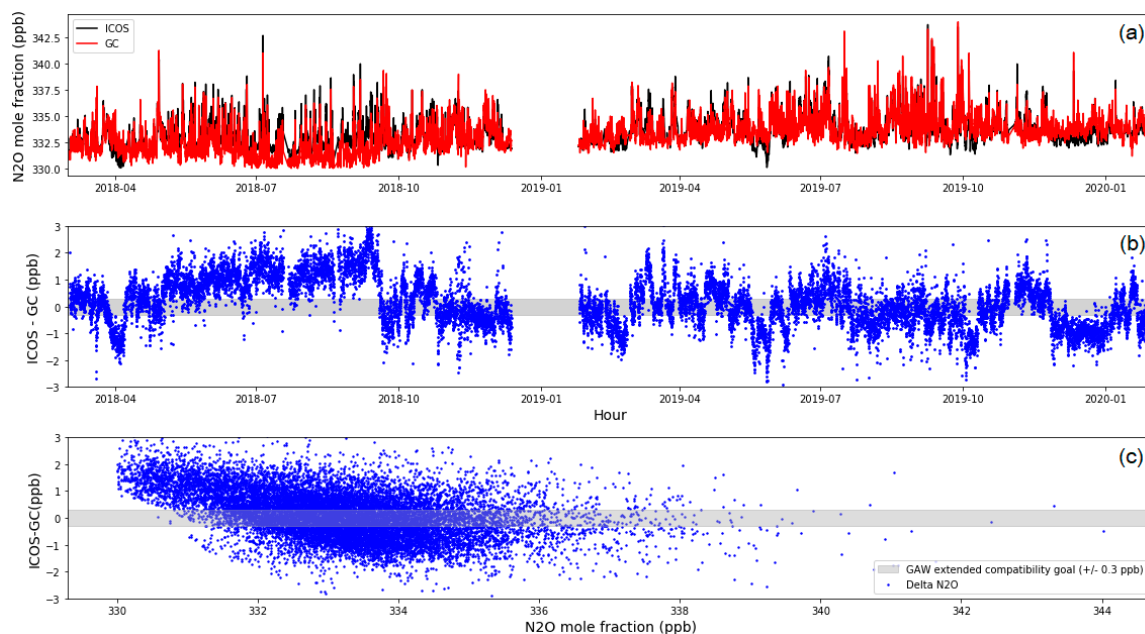 (a)
ICOS
GC
N2O mole fraction (ppb)
342.5
340.0
337.5
335.0
332.5
330.0
2018-04 2018-07 2018-10 2019-01 2019-04 2019-07 2019-10 2020-01
(b)
ICOS - GC (ppb)
3
2
1
0
−1
−2
−3
2018-04 2018-07 2018-10 2019-01 2019-04 2019-07 2019-10 2020-01
Hour
(c)
ICOS-GC(ppb)
3
2
1
0
−1
−2
−3
GAW extended compatibility goal (+/- 0.3 ppb)
Delta N2O
330 332 334 336 338 340 342 344
N2O mole fraction (ppb)